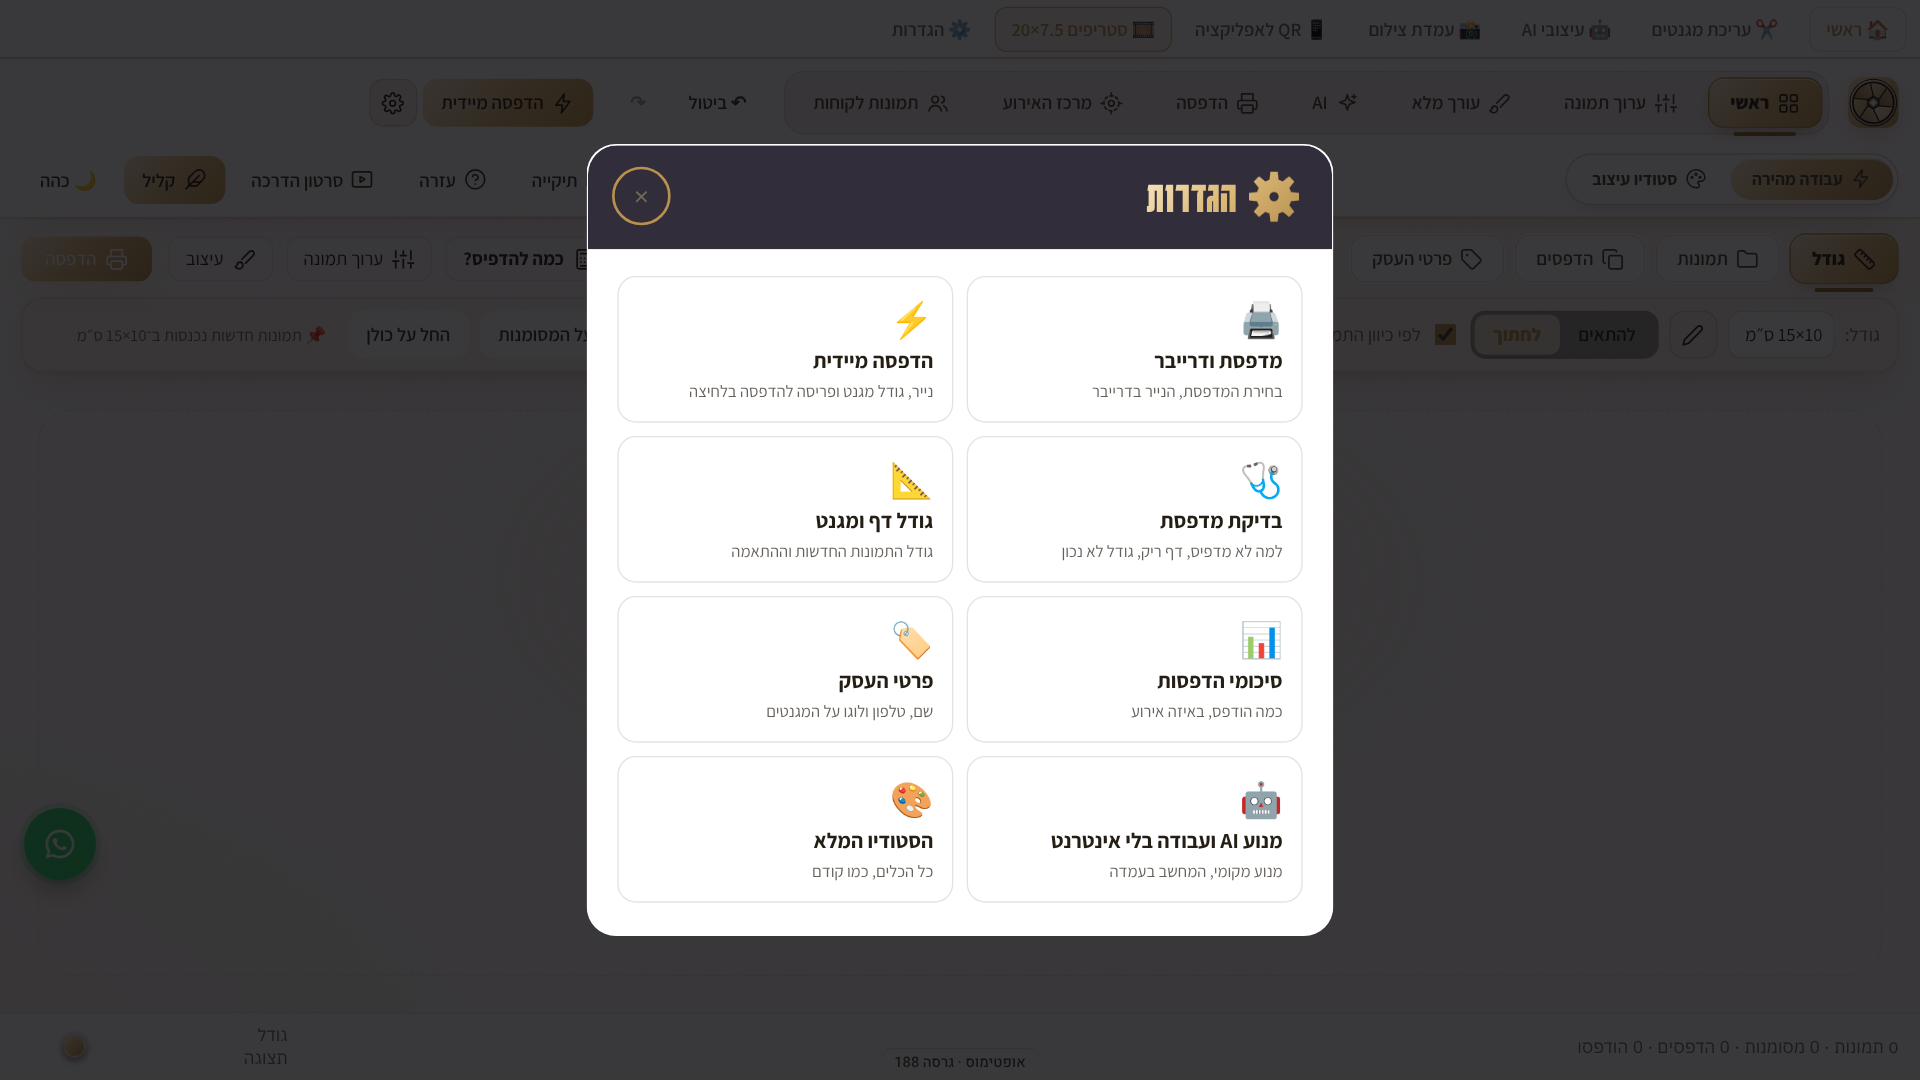 ראשי
עריכת מגנטים
עיצובי AI
עמדת צילום
QR לאפליקציה
סטריפים 7.5×20
הגדרות
ראשי
ערוך תמונה
עורך מלא
AI
הדפסה
מרכז האירוע
תמונות לקוחות
ביטול
הדפסה מיידית
עבודה מהירה
סטודיו עיצוב
תיקייה
עזרה
סרטון הדרכה
קליל
כהה
גודל
תמונות
הדפסים
פרטי העסק
כמה להדפיס?
ערוך תמונה
עיצוב
הדפסה
גודל:
10×15 ס״מ
להתאים
לחתוך
לפי כיוון
המסומנות
החל על כולן
תמונות חדשות נכנסות ב־10×15 ס״מ
הגדרות
×
מדפסת ודרייבר
בחירת המדפסת, הנייר בדרייבר
הדפסה מיידית
נייר, גודל מגנט ופריסה להדפסה בלחיצה
בדיקת מדפסת
למה לא מדפיס, דף ריק, גודל לא נכון
גודל דף ומגנט
גודל התמונות החדשות וההתאמה
סיכומי הדפסות
כמה הודפס, באיזה אירוע
פרטי העסק
שם, טלפון ולוגו על המגנטים
מנוע AI ועבודה בלי אינטרנט
מנוע מקומי, המחשב בעמדה
הסטודיו המלא
כל הכלים, כמו קודם
0 תמונות · 0 מסומנות · 0 הדפסים · 0 הודפסו
אופטימוס · גרסה 188
גודל
תצוגה